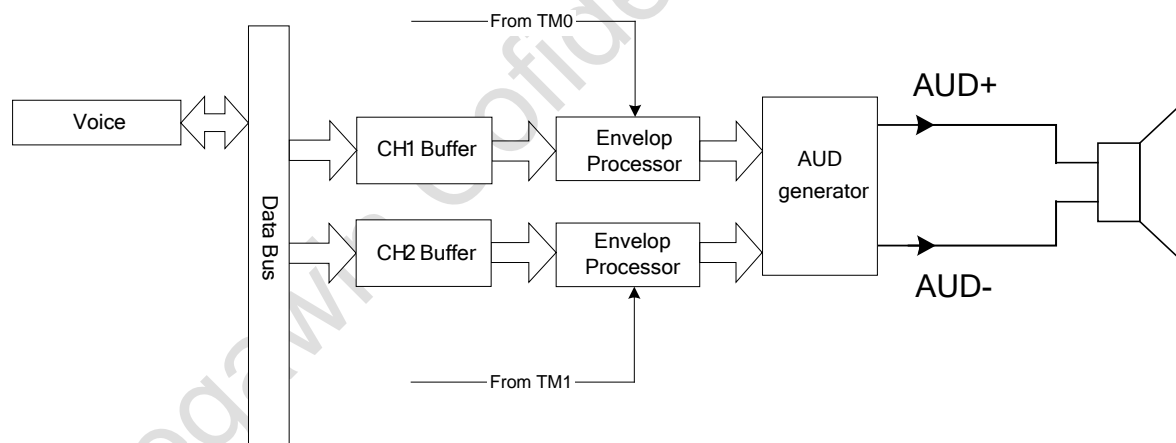 From TM0
AUD+
Voice
CH1 Buffer
Envelop
Processor
AUD
generator
Data Bus
CH2 Buffer
Envelop
Processor
AUD-
From TM1